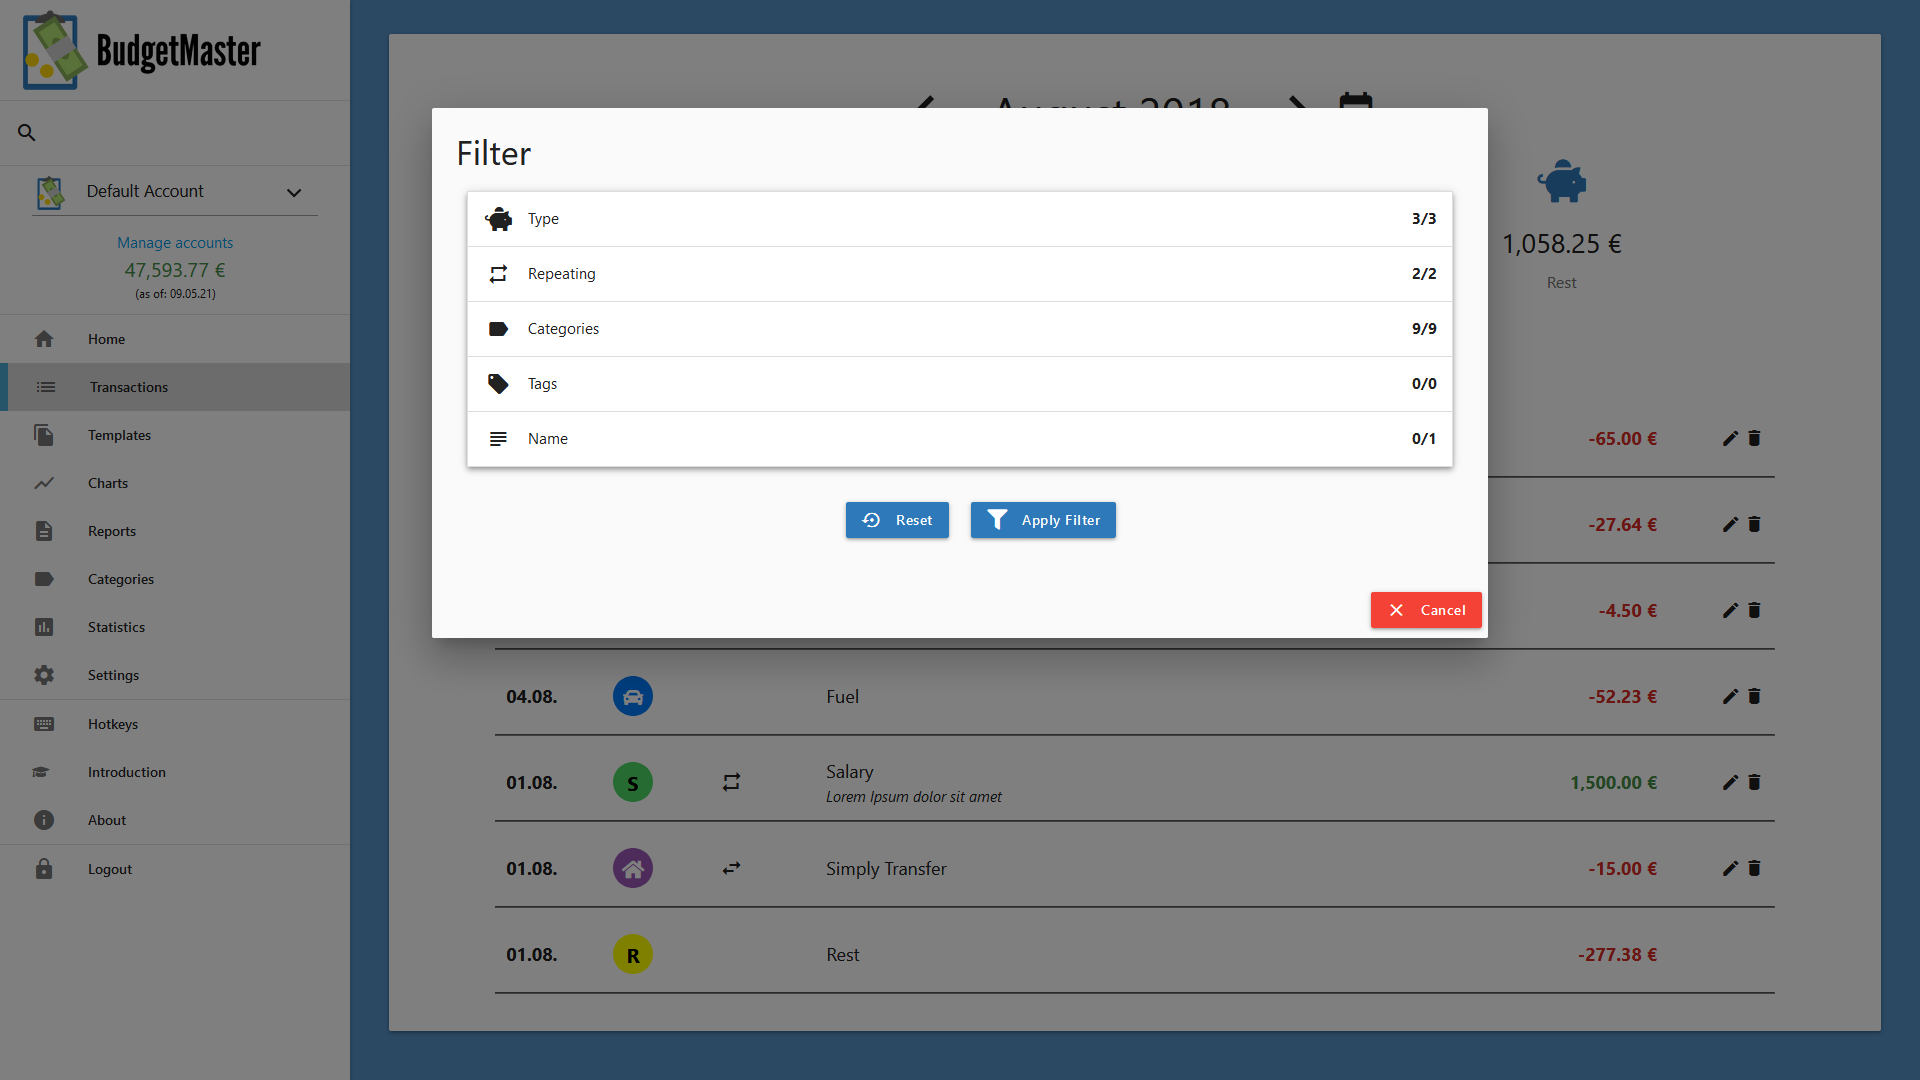 BudgetMaster
Default Account
Manage accounts
47,593.77 €
(as of: 09.05.21)
Home
Transactions
Templates
Charts
Reports
Categories
Statistics
Settings
Hotkeys
Introduction
About
Logout
August 2018
1,058.25 €
Rest
Filter
Type 3/3
Repeating 2/2
Categories 9/9
Tags 0/0
Name 0/1
Reset Apply Filter
Cancel
-65.00 €
-27.64 €
-4.50 €
04.08. Fuel -52.23 €
01.08. S Salary 1,500.00 €
Lorem Ipsum dolor sit amet
01.08. Simply Transfer -15.00 €
01.08. R Rest -277.38 €